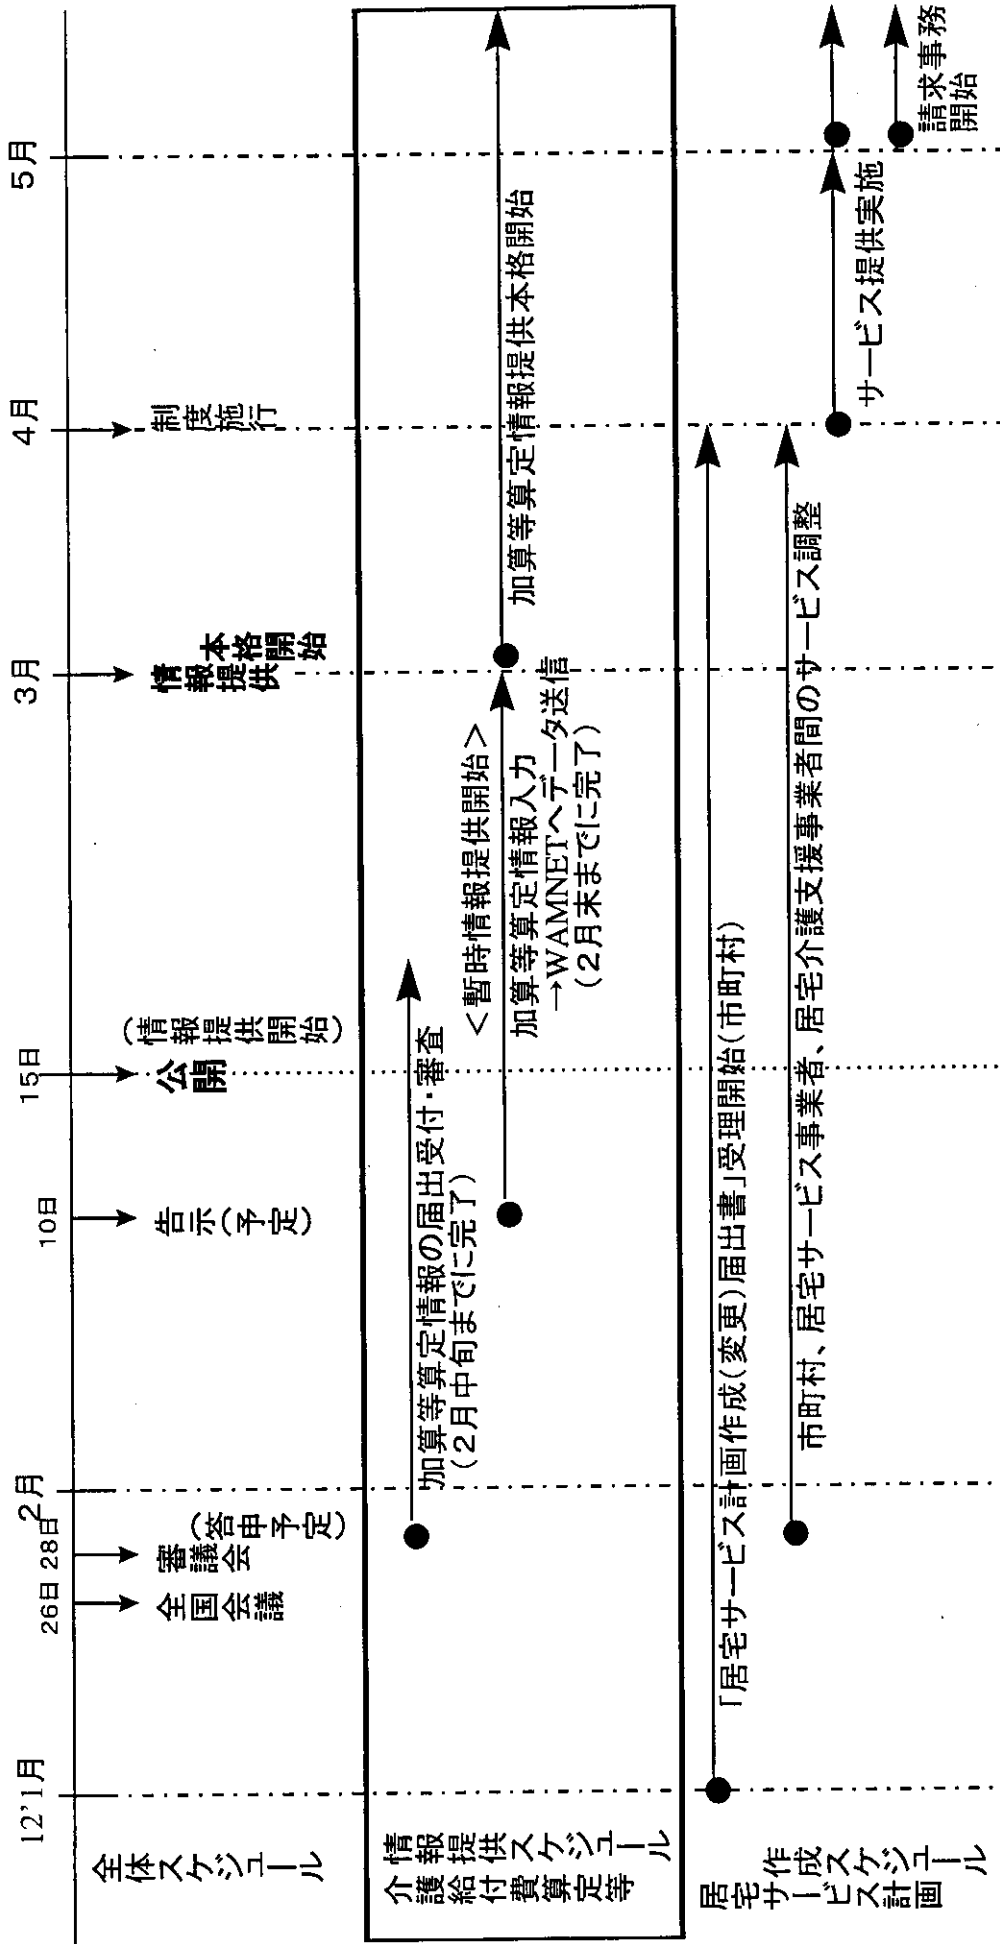 12'1月
26日
28日
2月
10日
15日
3月
4月
5月
全体スケジュール
全国会議
審議会
（答申予定）
告示（予定）
公開
（情報提供開始）
情報提供
本格開始
制度施行
介護給付費算定等
情報提供スケジュール
加算等算定情報の届出受付・審査
（２月中旬までに完了）
＜暫時情報提供開始＞
加算等算定情報入力
→WAMNETへデータ送信
（２月末までに完了）
加算等算定情報提供本格開始
居宅サービス計画
作成スケジュール
「居宅サービス計画作成（変更）届出書」受理開始（市町村）
市町村、居宅サービス事業者、居宅介護支援事業者間のサービス調整
サービス提供実施
請求事務
開始